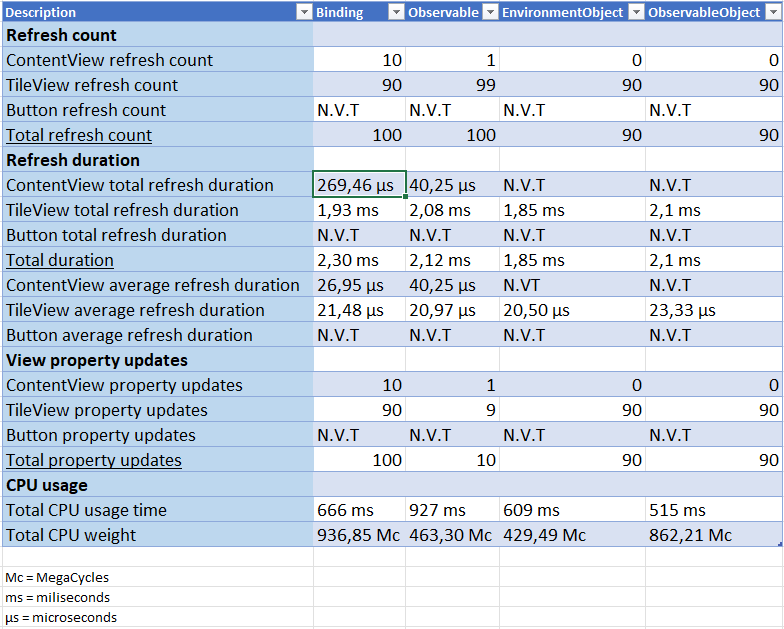 Description Binding Observable EnvironmentObject ObservableObject
Refresh count
ContentView refresh count 10 1 0 0
TileView refresh count 90 99 90 90
Button refresh count N.V.T N.V.T N.V.T N.V.T
Total refresh count 100 100 90 90
Refresh duration
ContentView total refresh duration 269,46 µs 40,25 µs N.V.T N.V.T
TileView total refresh duration 1,93 ms 2,08 ms 1,85 ms 2,1 ms
Button total refresh duration N.V.T N.V.T N.V.T N.V.T
Total duration 2,30 ms 2,12 ms 1,85 ms 2,1 ms
ContentView average refresh duration 26,95 µs 40,25 µs N.VT N.V.T
TileView average refresh duration 21,48 µs 20,97 µs 20,50 µs 23,33 µs
Button average refresh duration N.V.T N.V.T N.V.T N.V.T
View property updates
ContentView property updates 10 1 0 0
TileView property updates 90 9 90 90
Button property updates N.V.T N.V.T N.V.T N.V.T
Total property updates 100 10 90 90
CPU usage
Total CPU usage time 666 ms 927 ms 609 ms 515 ms
Total CPU weight 936,85 Mc 463,30 Mc 429,49 Mc 862,21 Mc
Mc = MegaCycles
ms = miliseconds
µs = microseconds